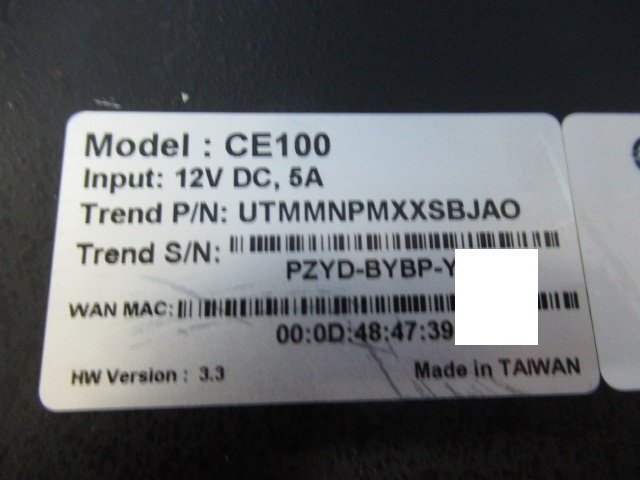 Model : CE100
Input: 12V DC, 5A
Trend P/N: UTMMNPMXXSBJAO
Trend S/N:
PZYD-BYBP-Y
WAN MAC:
00:0D:48:47:39
HW Version : 3.3
Made in TAIWAN